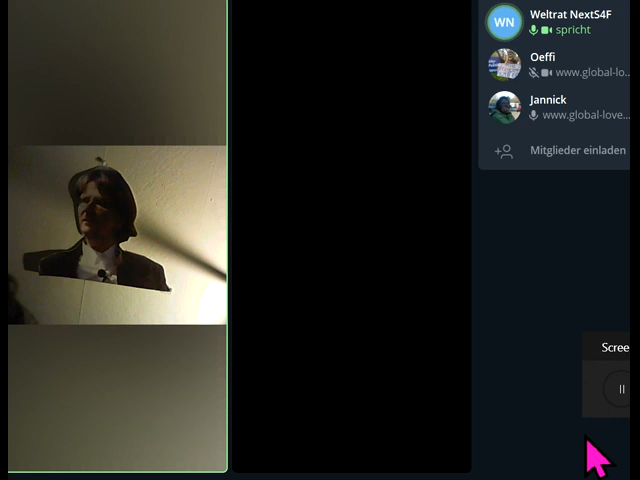 WN
Weltrat NextS4F
spricht
Oeffi
www.global-lo...
Jannick
www.global-love...
Mitglieder einladen
Scree